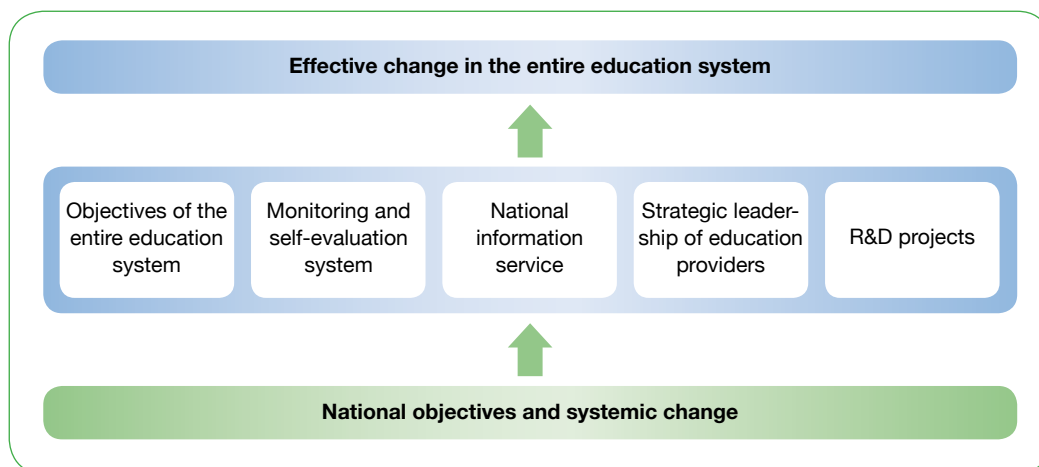 Effective change in the entire education system
Objectives of the
entire education
system
Monitoring and
self-evaluation
system
National
information
service
Strategic leader-
ship of education
providers
R&D projects
National objectives and systemic change